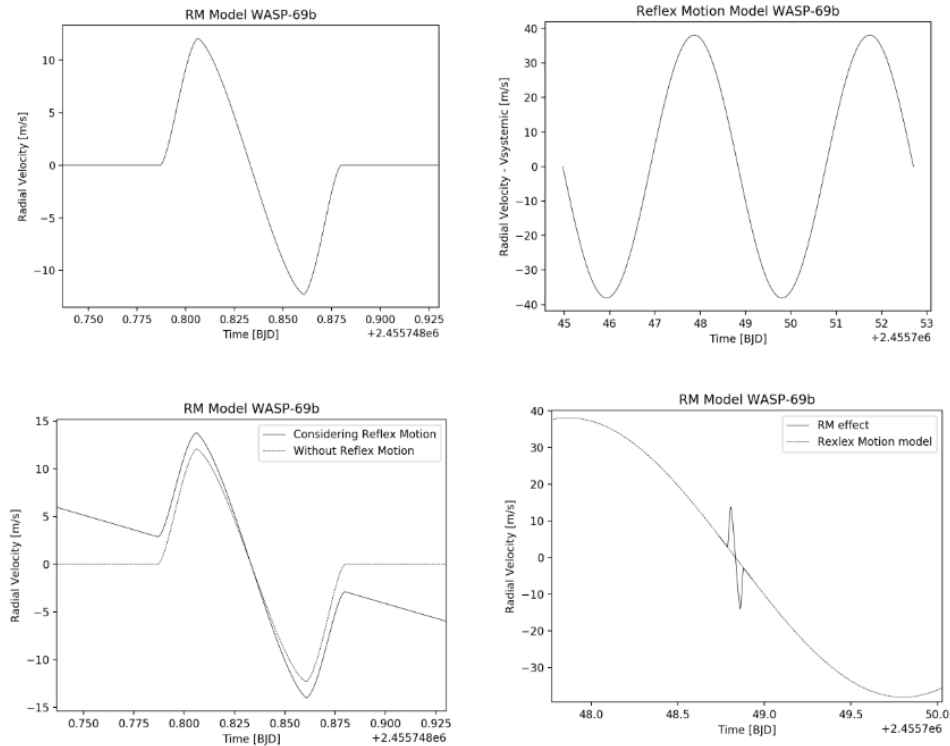 RM Model WASP-69b
Radial Velocity [m/s]
10
5
0
−5
−10
0.750 0.775 0.800 0.825 0.850 0.875 0.900 0.925
Time [BJD]
+2.455748e6
Reflex Motion Model WASP-69b
Radial Velocity - Vsystemic [m/s]
40
30
20
10
0
−10
−20
−30
−40
45 46 47 48 49 50 51 52 53
Time [BJD]
+2.4557e6
RM Model WASP-69b
Considering Reflex Motion
Without Reflex Motion
Radial Velocity [m/s]
15
10
5
0
−5
−10
−15
0.750 0.775 0.800 0.825 0.850 0.875 0.900 0.925
Time [BJD]
+2.455748e6
RM Model WASP-69b
RM effect
Rexlex Motion model
Radial Velocity [m/s]
40
30
20
10
0
−10
−20
−30
48.0 48.5 49.0 49.5 50.0
Time [BJD]
+2.4557e6